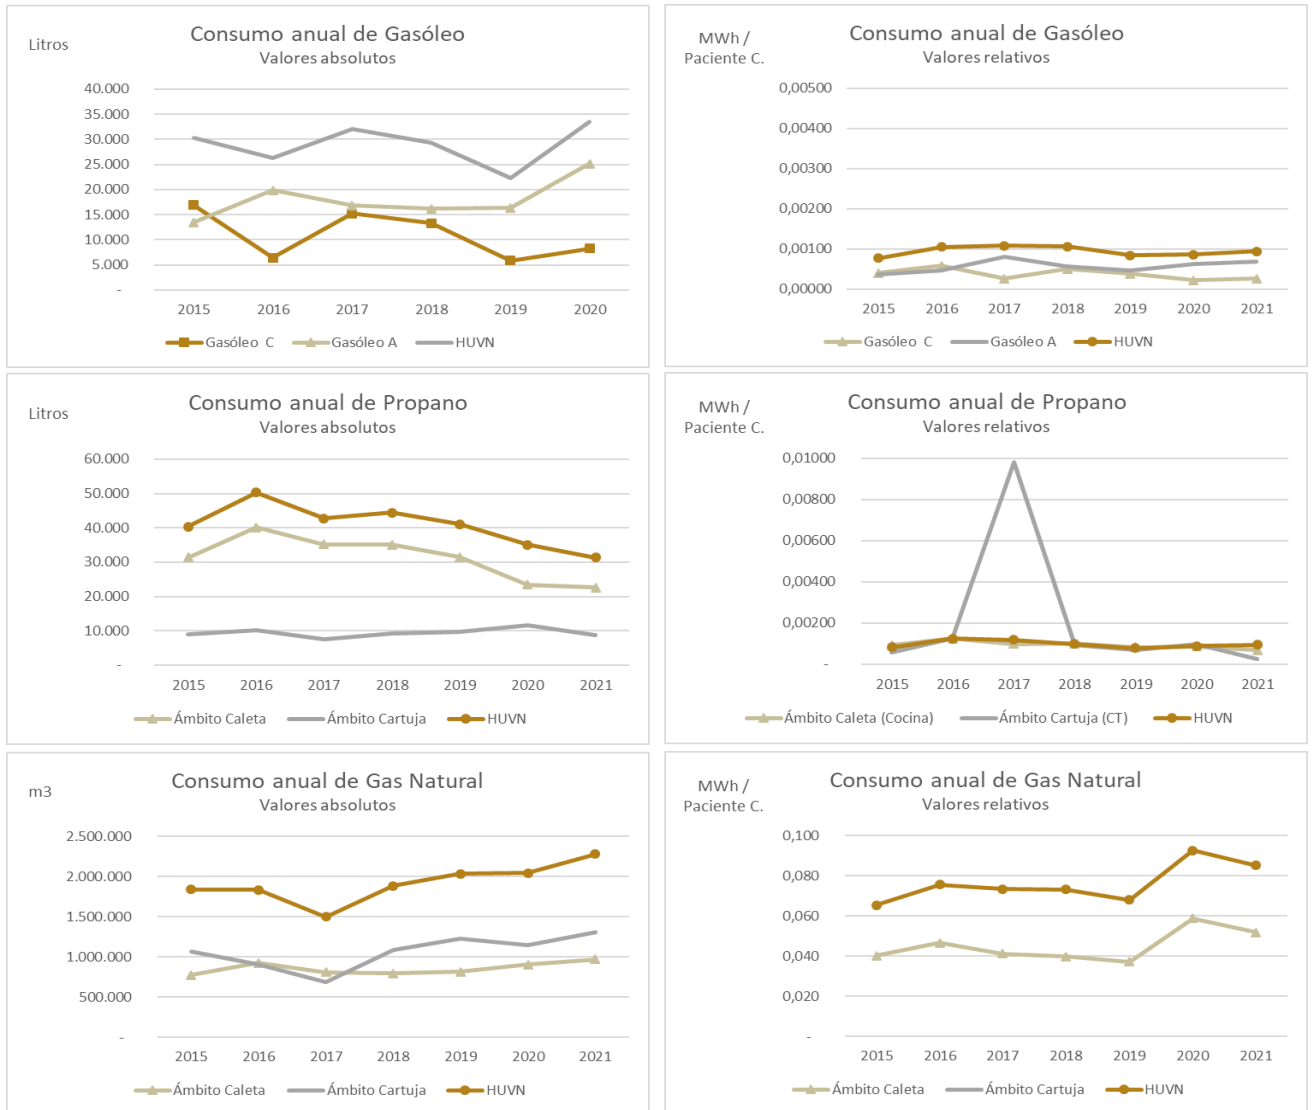 Litros
Consumo anual de Gasóleo
Valores absolutos
40.000
35.000
30.000
25.000
20.000
15.000
10.000
5.000
-
2015 2016 2017 2018 2019 2020
Gasóleo C Gasóleo A HUVN
MWh /
Paciente C.
Consumo anual de Gasóleo
Valores relativos
0,00500
0,00400
0,00300
0,00200
0,00100
0,00000
2015 2016 2017 2018 2019 2020 2021
Gasóleo C Gasóleo A HUVN
Litros
Consumo anual de Propano
Valores absolutos
60.000
50.000
40.000
30.000
20.000
10.000
-
2015 2016 2017 2018 2019 2020 2021
Ámbito Caleta Ámbito Cartuja HUVN
MWh /
Paciente C.
Consumo anual de Propano
Valores relativos
0,01000
0,00800
0,00600
0,00400
0,00200
-
2015 2016 2017 2018 2019 2020 2021
Ámbito Caleta (Cocina) Ámbito Cartuja (CT) HUVN
m3
Consumo anual de Gas Natural
Valores absolutos
2.500.000
2.000.000
1.500.000
1.000.000
500.000
-
2015 2016 2017 2018 2019 2020 2021
Ámbito Caleta Ámbito Cartuja HUVN
MWh /
Paciente C.
Consumo anual de Gas Natural
Valores relativos
0,100
0,080
0,060
0,040
0,020
-
2015 2016 2017 2018 2019 2020 2021
Ámbito Caleta Ámbito Cartuja HUVN